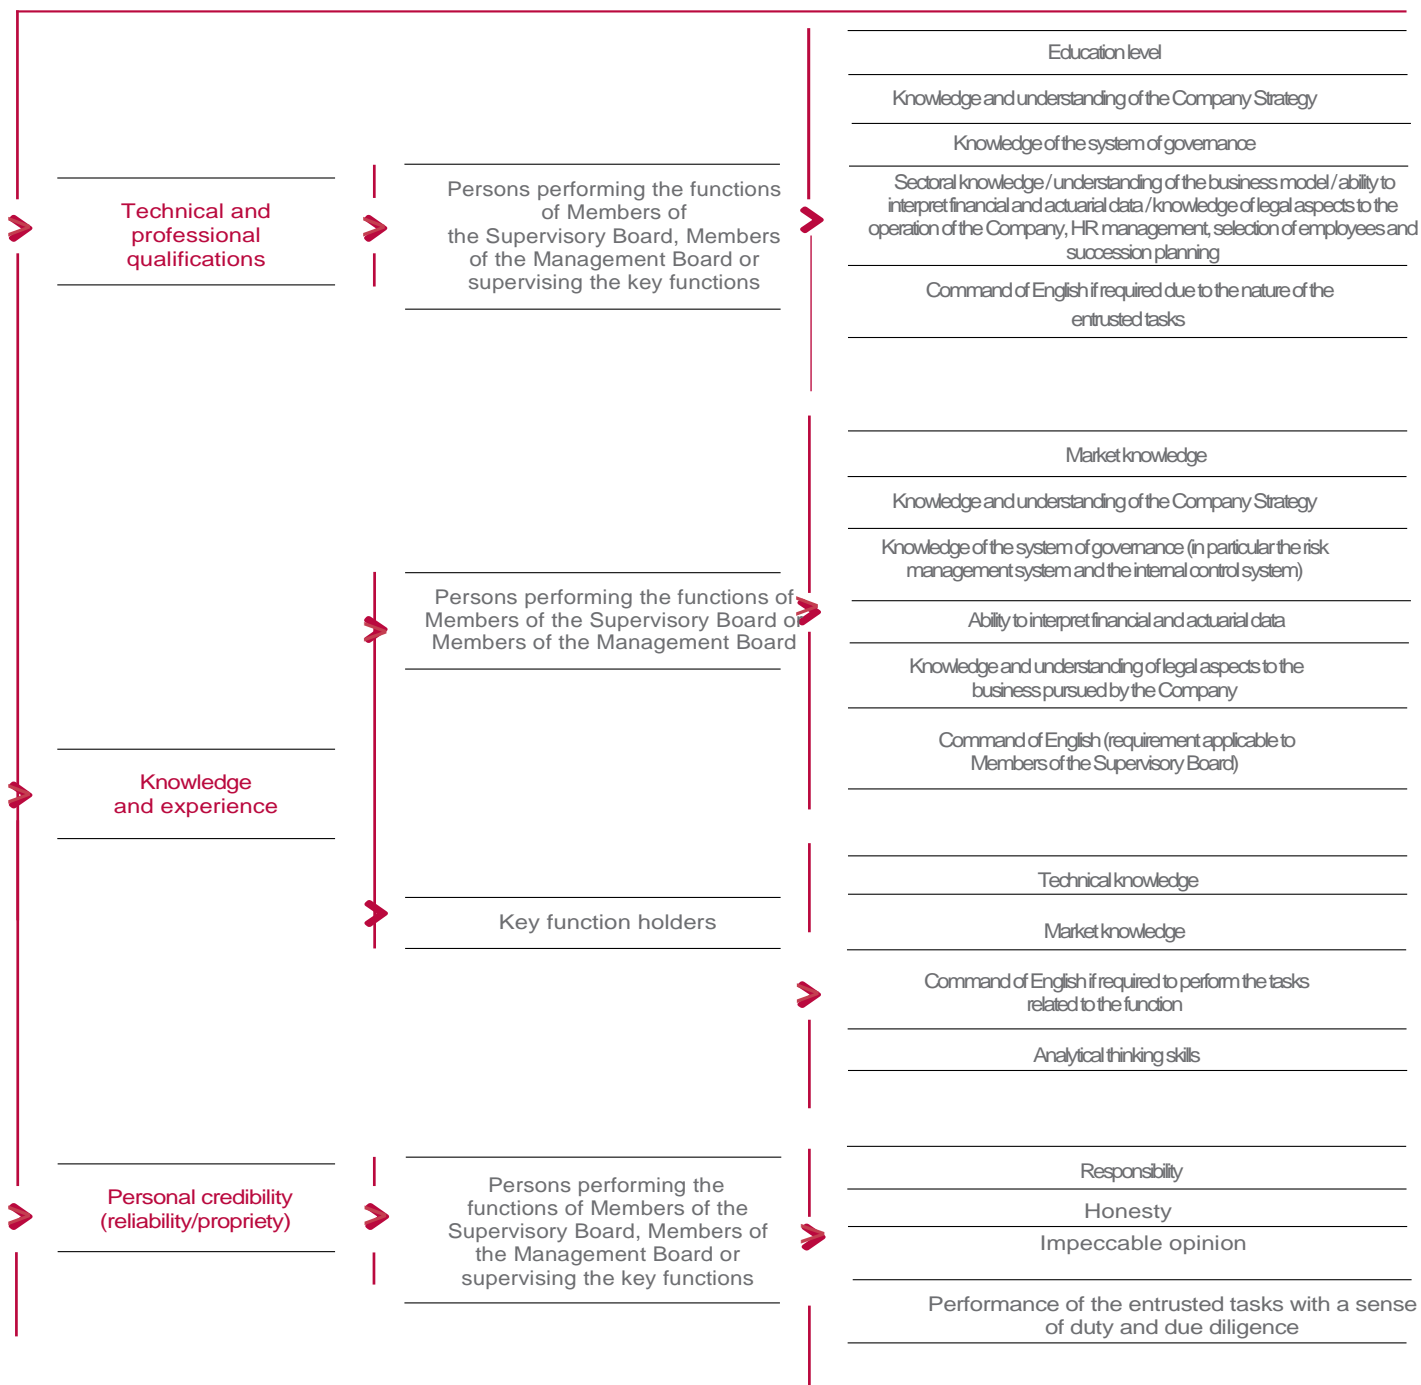 Technical and
professional
qualifications
Persons performing the functions
of Members of
the Supervisory Board, Members
of the Management Board or
supervising the key functions
Education level
Knowledge and understanding of the Company Strategy
Knowledge of the system of governance
Sectoral knowledge / understanding of the business model / ability to
interpret financial and actuarial data / knowledge of legal aspects to the
operation of the Company, HR management, selection of employees and
succession planning
Command of English if required due to the nature of the
entrusted tasks
Knowledge
and experience
Persons performing the functions of
Members of the Supervisory Board or
Members of the Management Board
Market knowledge
Knowledge and understanding of the Company Strategy
Knowledge of the system of governance (in particular the risk
management system and the internal control system)
Ability to interpret financial and actuarial data
Knowledge and understanding of legal aspects to the
business pursued by the Company
Command of English (requirement applicable to
Members of the Supervisory Board)
Key function holders
Technical knowledge
Market knowledge
Command of English if required to perform the tasks
related to the function
Analytical thinking skills
Personal credibility
(reliability/propriety)
Persons performing the
functions of Members of the
Supervisory Board, Members of
the Management Board or
supervising the key functions
Responsibility
Honesty
Impeccable opinion
Performance of the entrusted tasks with a sense
of duty and due diligence